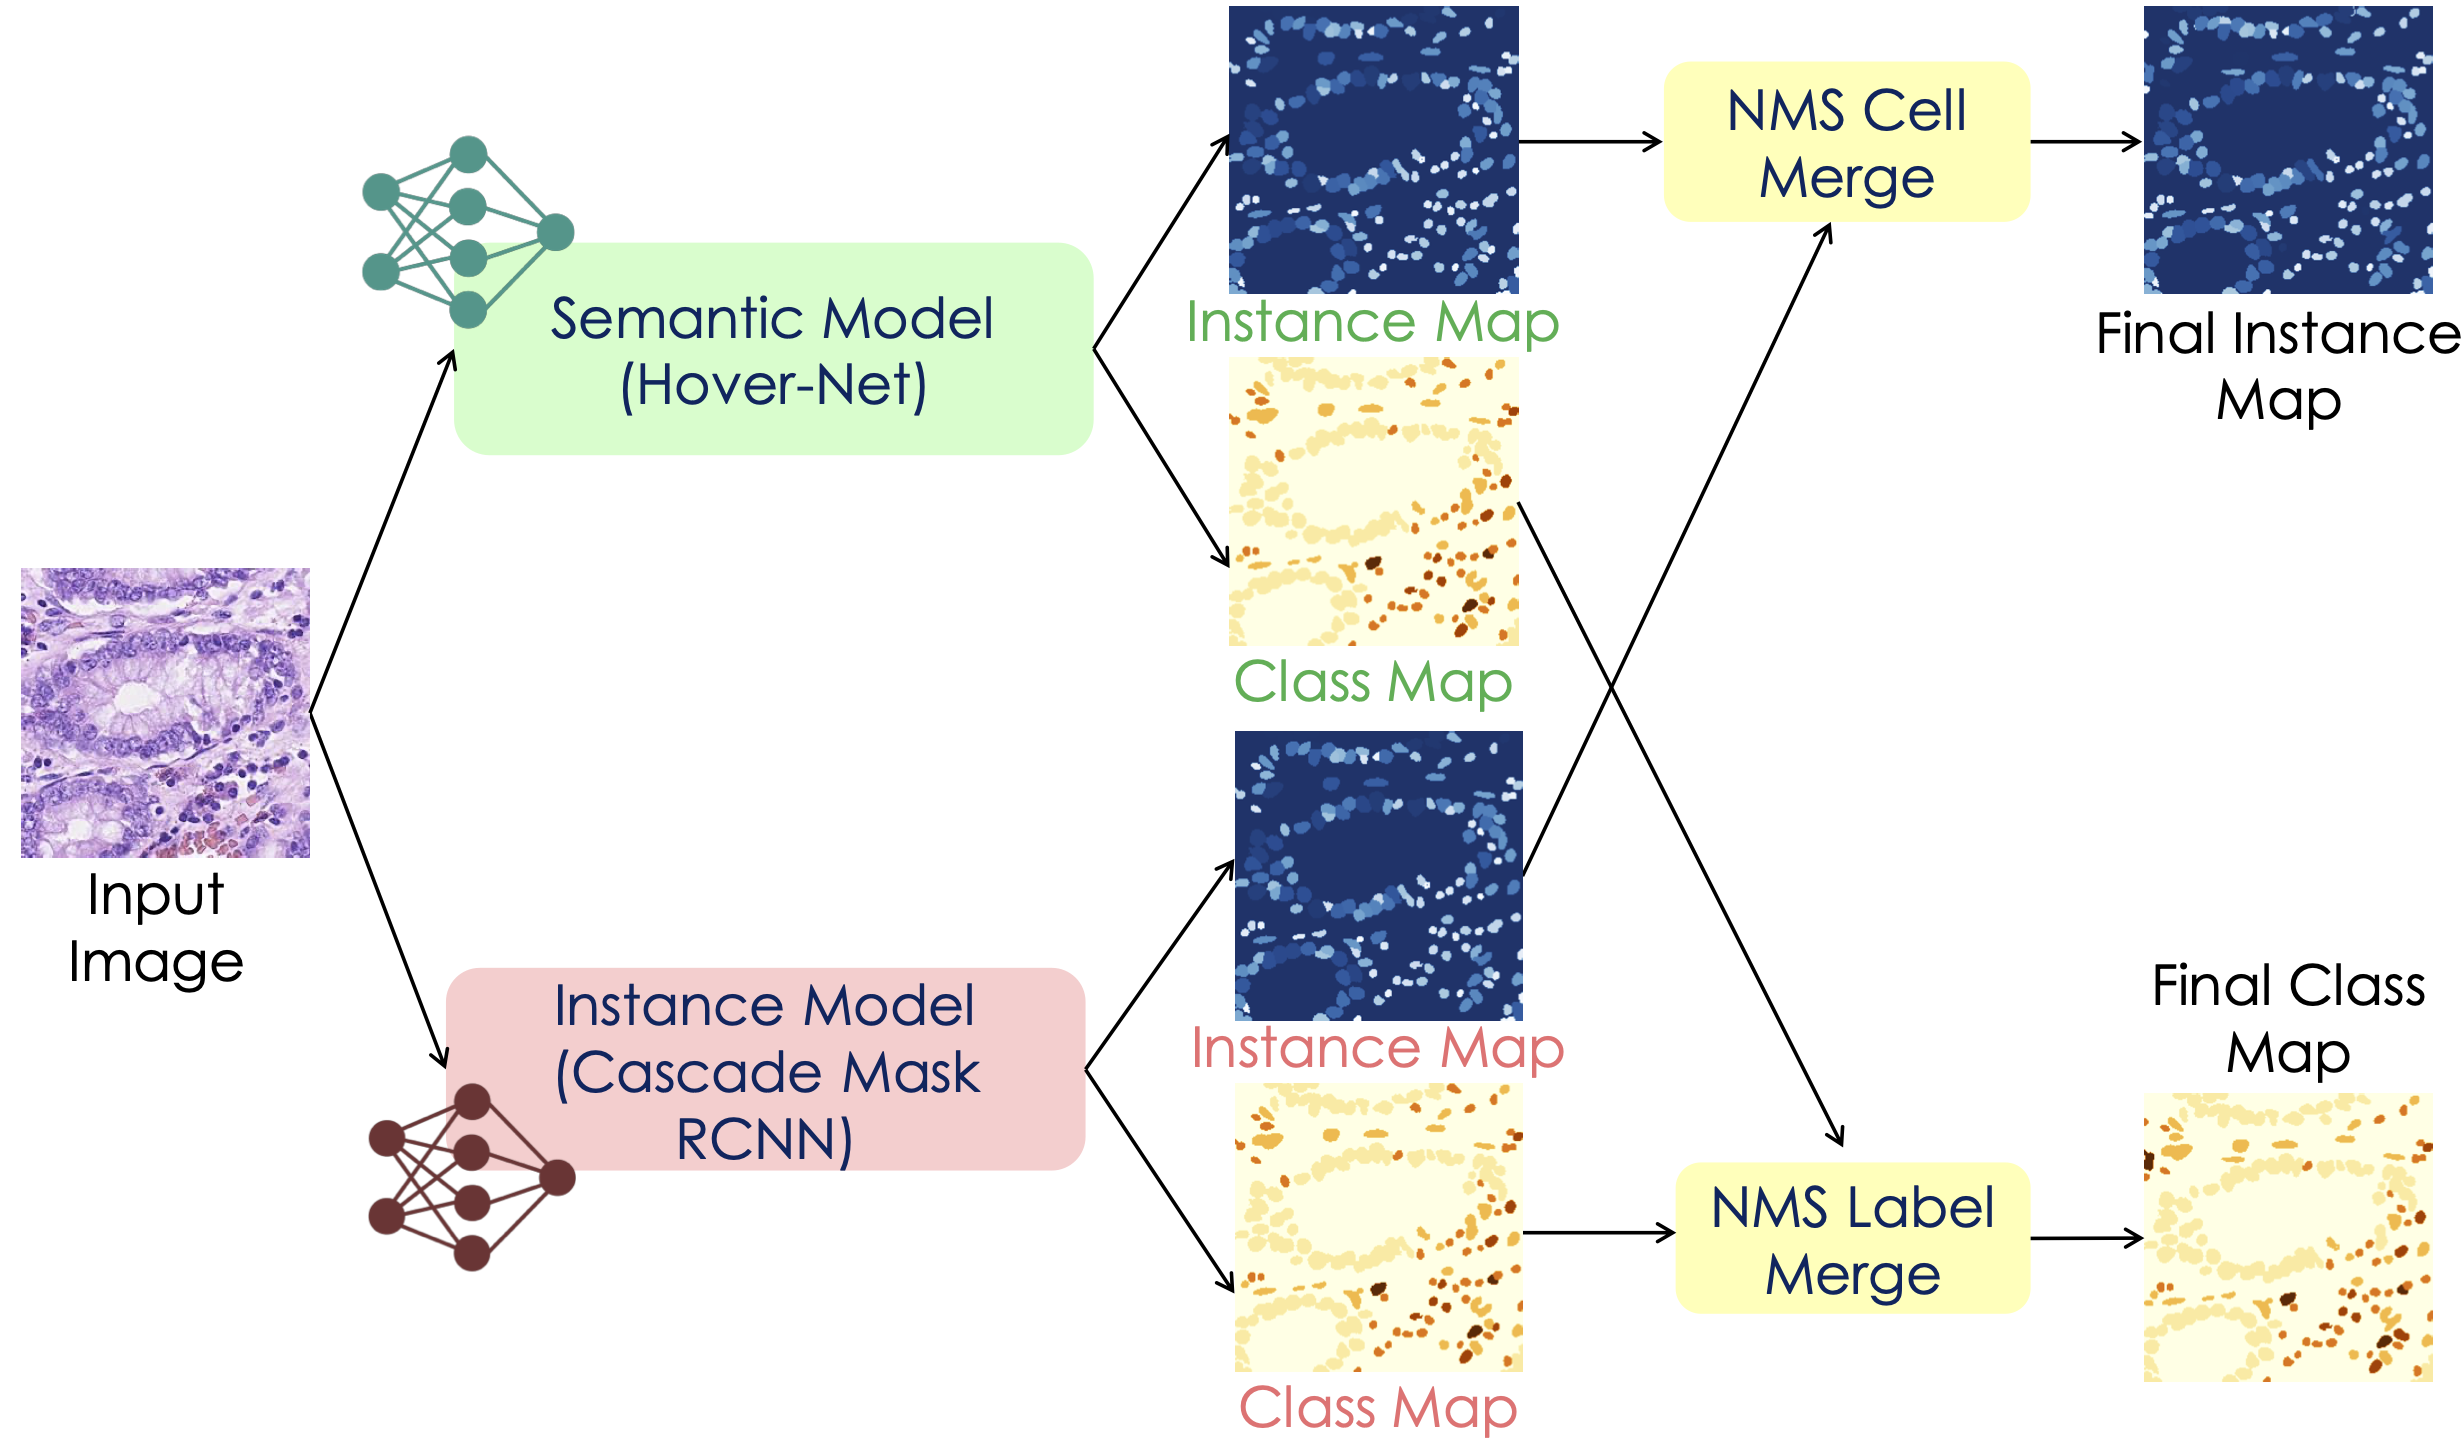 Input
Image
Semantic Model
(Hover-Net)
Instance Model
(Cascade Mask
RCNN)
Instance Map
Class Map
Instance Map
Class Map
NMS Cell
Merge
NMS Label
Merge
Final Instance
Map
Final Class
Map